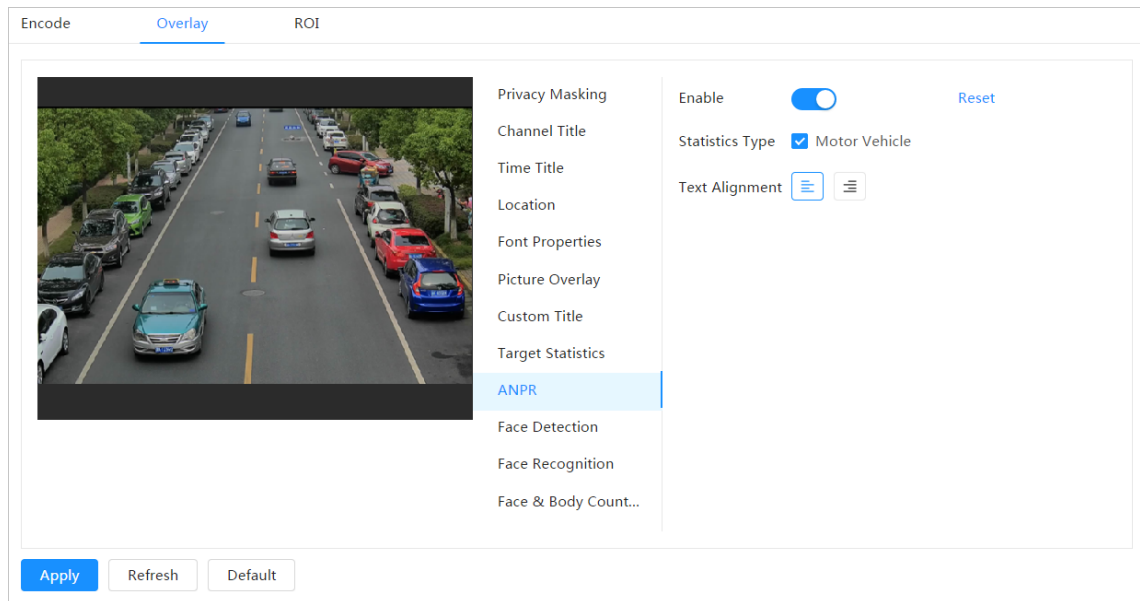 Encode Overlay ROI
Privacy Masking
Channel Title
Time Title
Location
Font Properties
Picture Overlay
Custom Title
Target Statistics
ANPR
Face Detection
Face Recognition
Face & Body Count...
Enable Reset
Statistics Type Motor Vehicle
Text Alignment
Apply Refresh Default